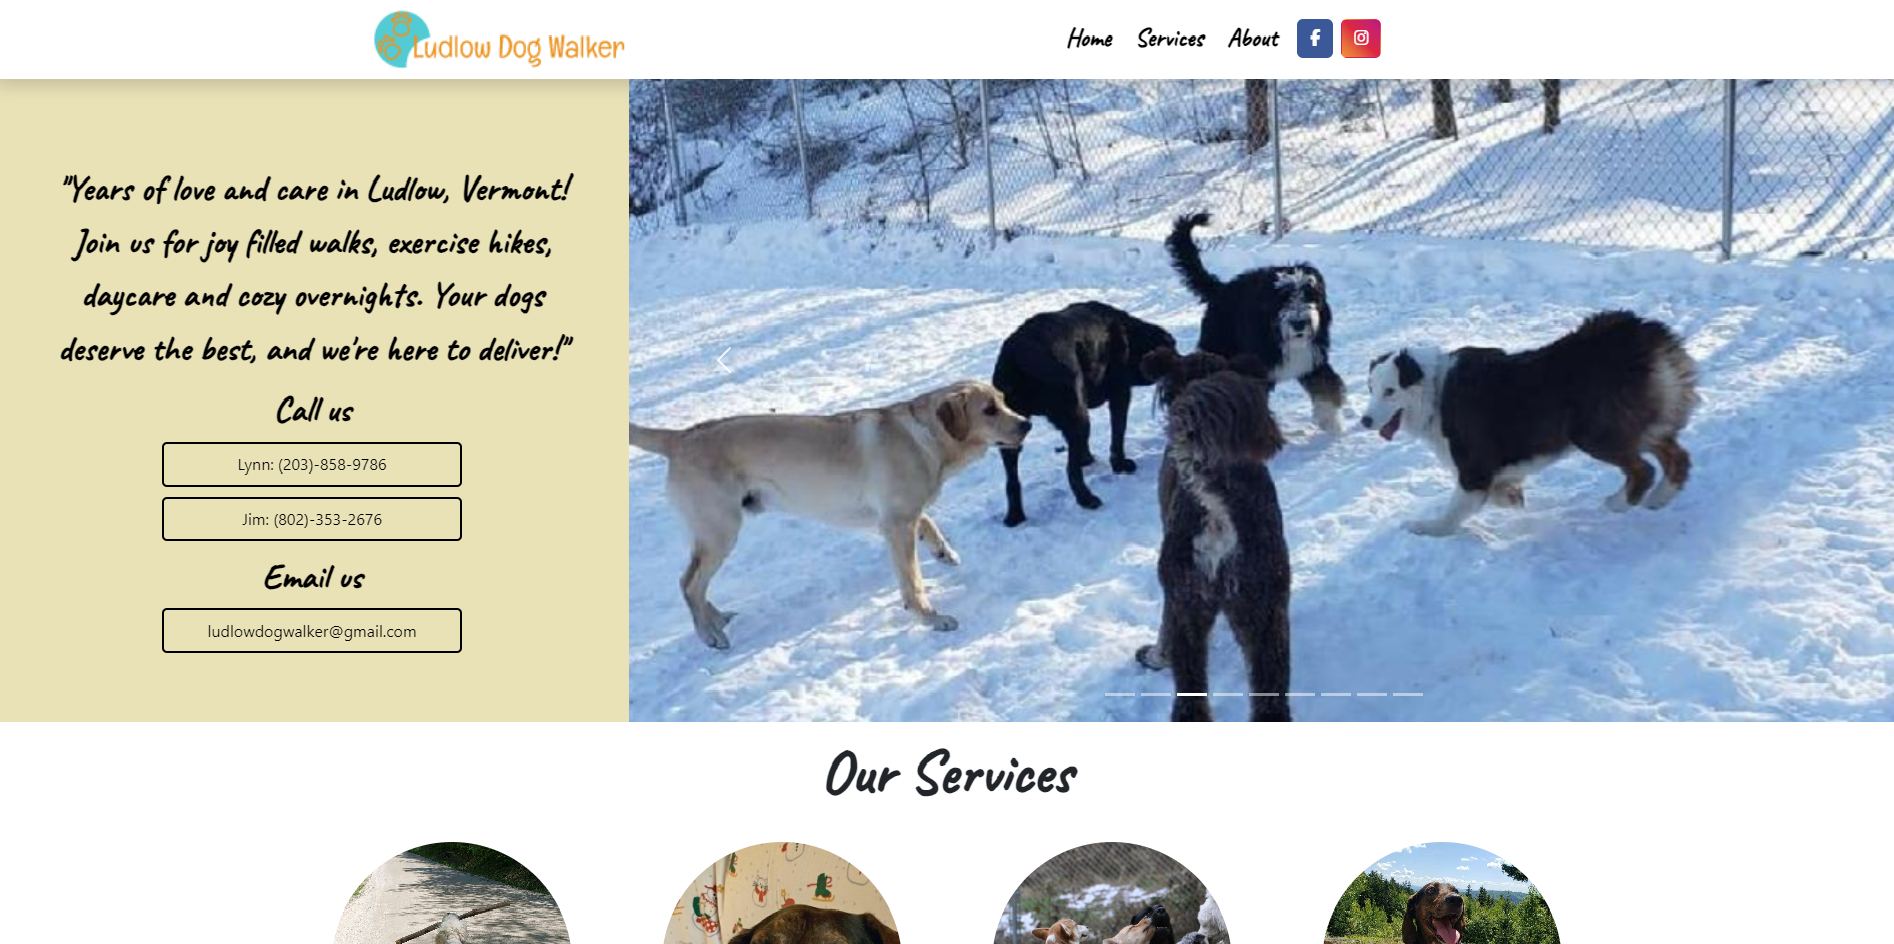 Ludlow Dog Walker
Home
Services
About
"Years of love and care in Ludlow, Vermont!
Join us for joy filled walks, exercise hikes,
daycare and cozy overnights. Your dogs
deserve the best, and we're here to deliver!"
Call us
Lynn: (203)-858-9786
Jim: (802)-353-2676
Email us
ludlowdogwalker@gmail.com
Our Services